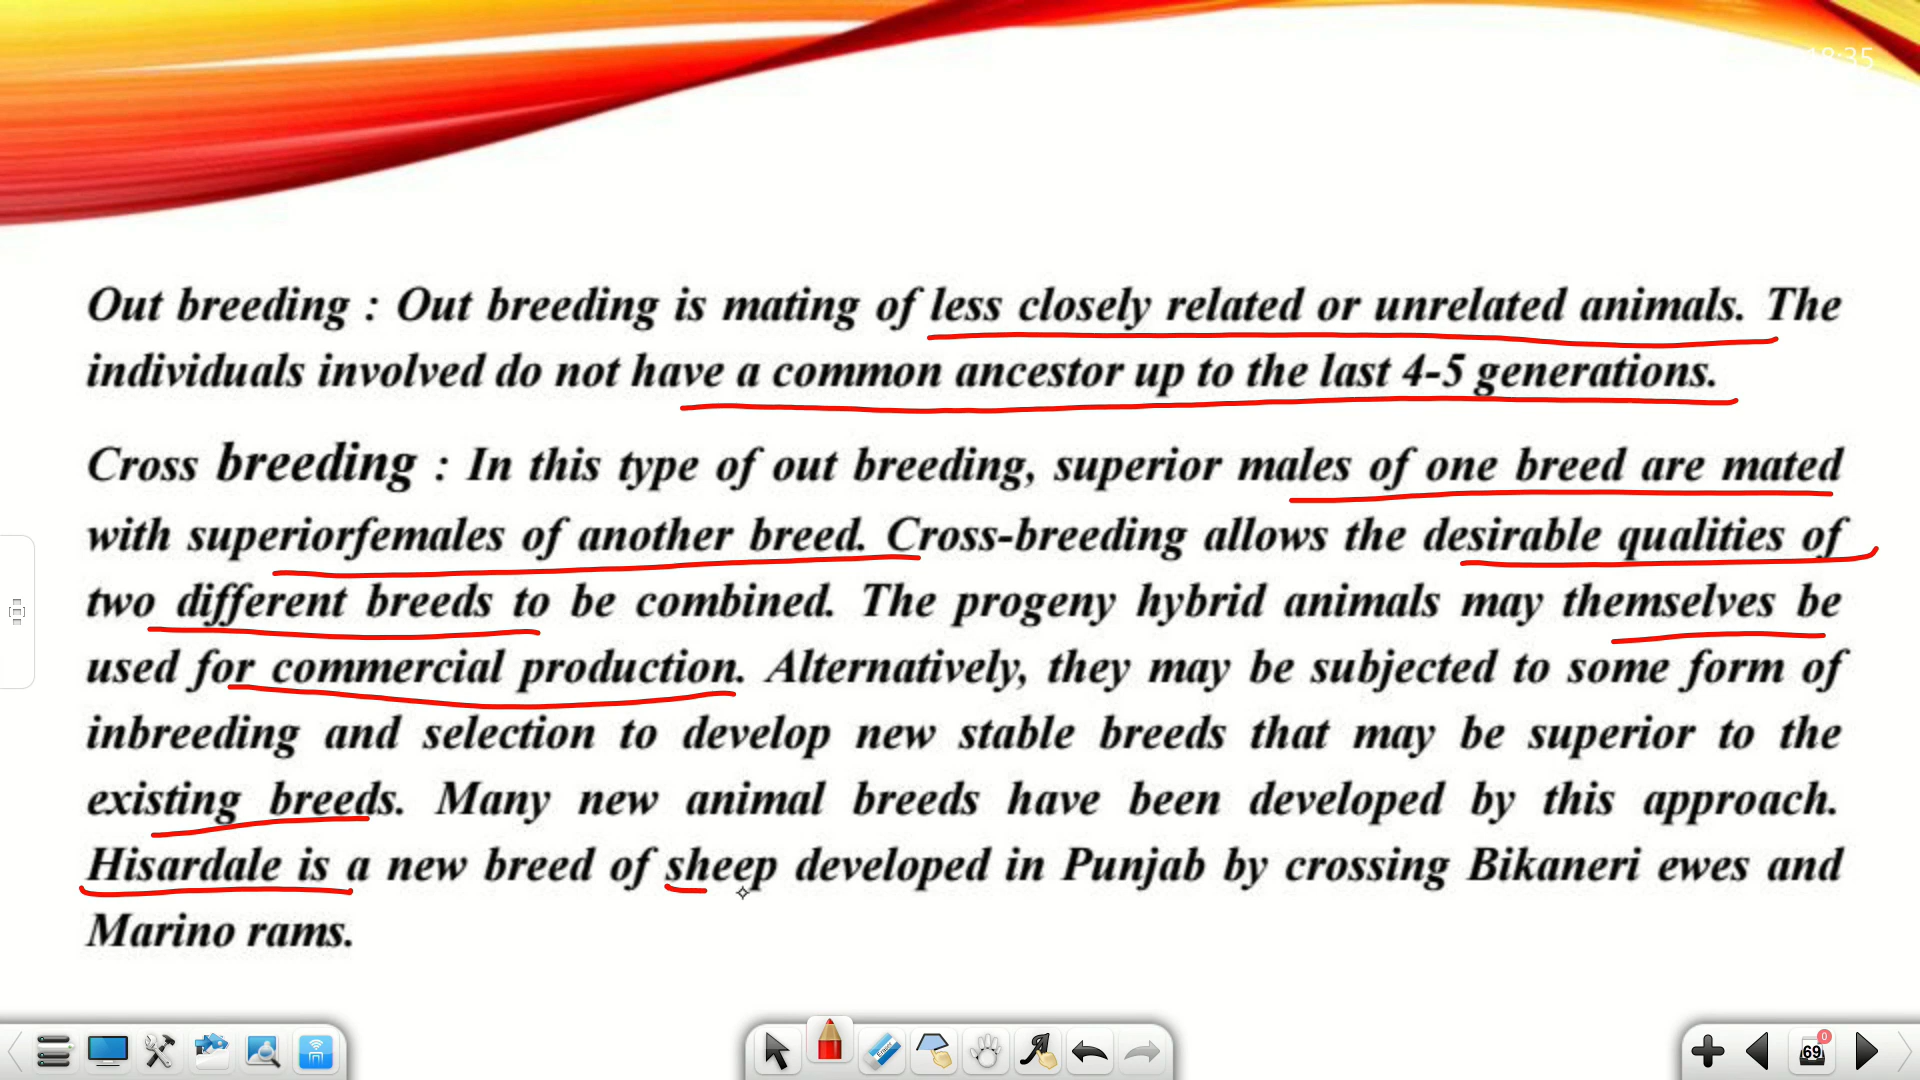 18:35
Out breeding : Out breeding is mating of less closely related or unrelated animals. The
individuals involved do not have a common ancestor up to the last 4-5 generations.
Cross breeding : In this type of out breeding, superior males of one breed are mated
with superiorfemales of another breed. Cross-breeding allows the desirable qualities of
two different breeds to be combined. The progeny hybrid animals may themselves be
used for commercial production. Alternatively, they may be subjected to some form of
inbreeding and selection to develop new stable breeds that may be superior to the
existing breeds. Many new animal breeds have been developed by this approach.
Hisardale is a new breed of sheep developed in Punjab by crossing Bikaneri ewes and
Marino rams.
69
0